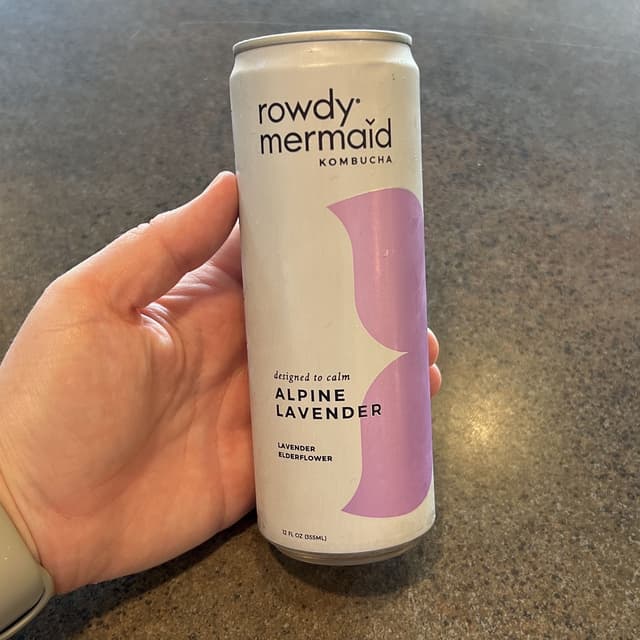 rowdy
mermaid
KOMBUCHA
designed to calm
ALPINE
LAVENDER
LAVENDER
ELDERFLOWER
12 FL OZ (355ML)